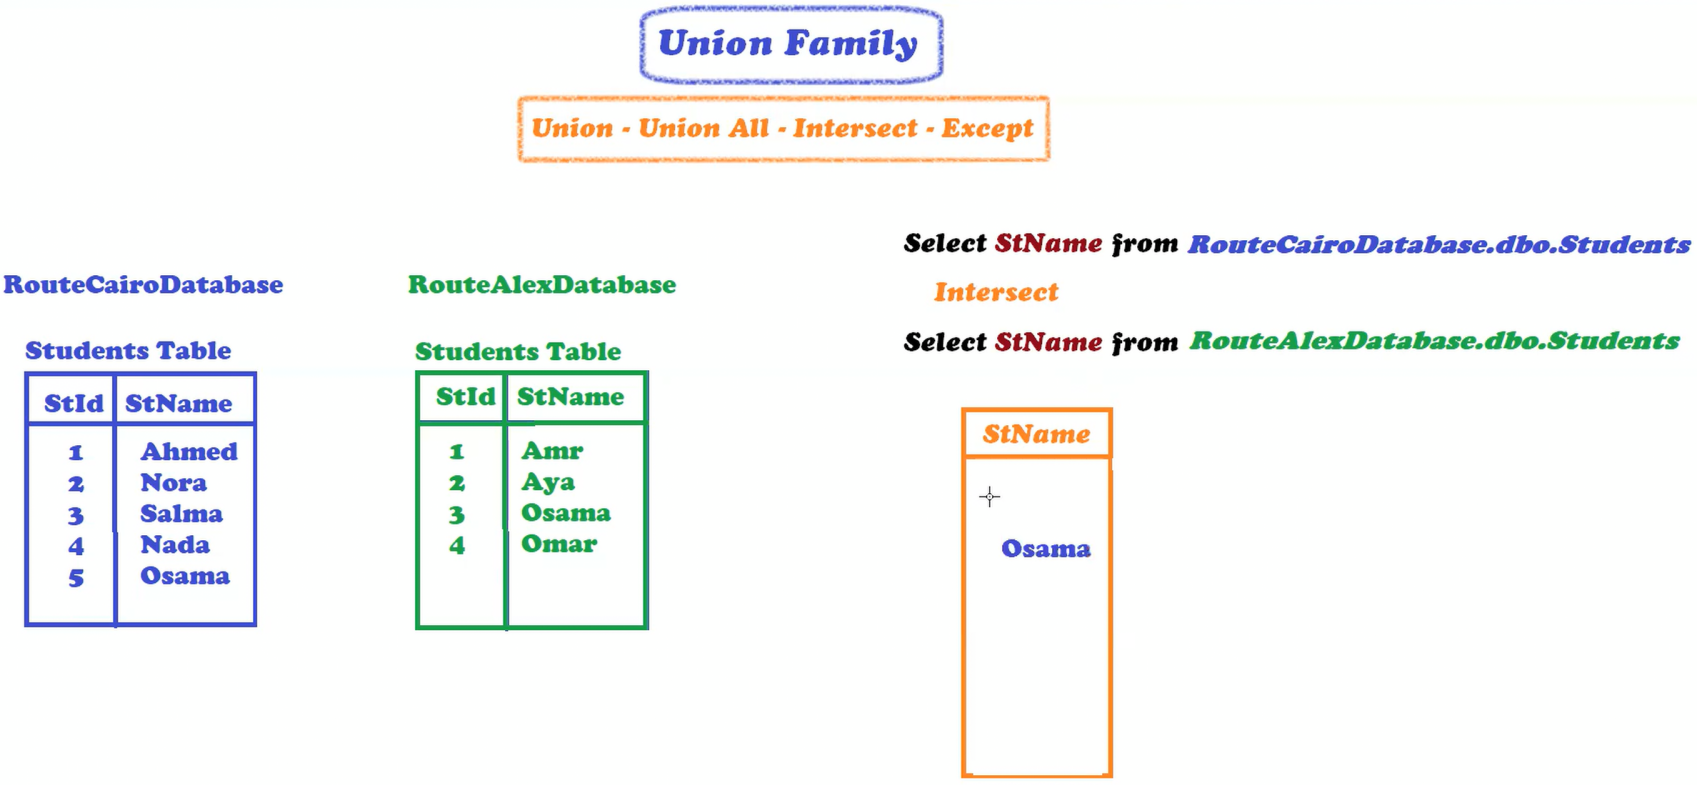 Union Family
Union - Union All - Intersect - Except
Select StName from RouteCairoDatabase.dbo.Students
Intersect
Select StName from RouteAlexDatabase.dbo.Students
RouteCairoDatabase
Students Table
StId StName
1 Ahmed
2 Nora
3 Salma
4 Nada
5 Osama
RouteAlexDatabase
Students Table
StId StName
1 Amr
2 Aya
3 Osama
4 Omar
StName
Osama